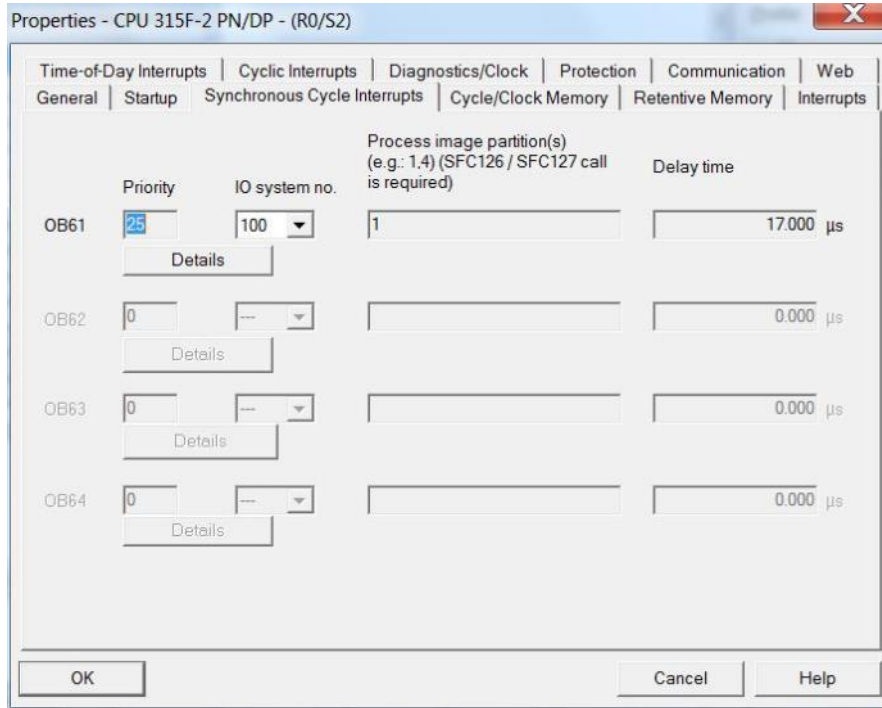 Properties - CPU 315F-2 PN/DP - (R0/S2)
X
Time-of-Day Interrupts | Cyclic Interrupts | Diagnostics/Clock | Protection | Communication | Web
General | Startup | Synchronous Cycle Interrupts | Cycle/Clock Memory | Retentive Memory | Interrupts
Process image partition(s)
(e.g.: 1,4) (SFC126 / SFC127 call
is required)
Priority IO system no. Delay time
OB61 25 100 1 17.000 µs
Details
OB62 0 --- 0.000 µs
Details
OB63 0 --- 0.000 µs
Details
OB64 0 --- 0.000 µs
Details
OK Cancel Help